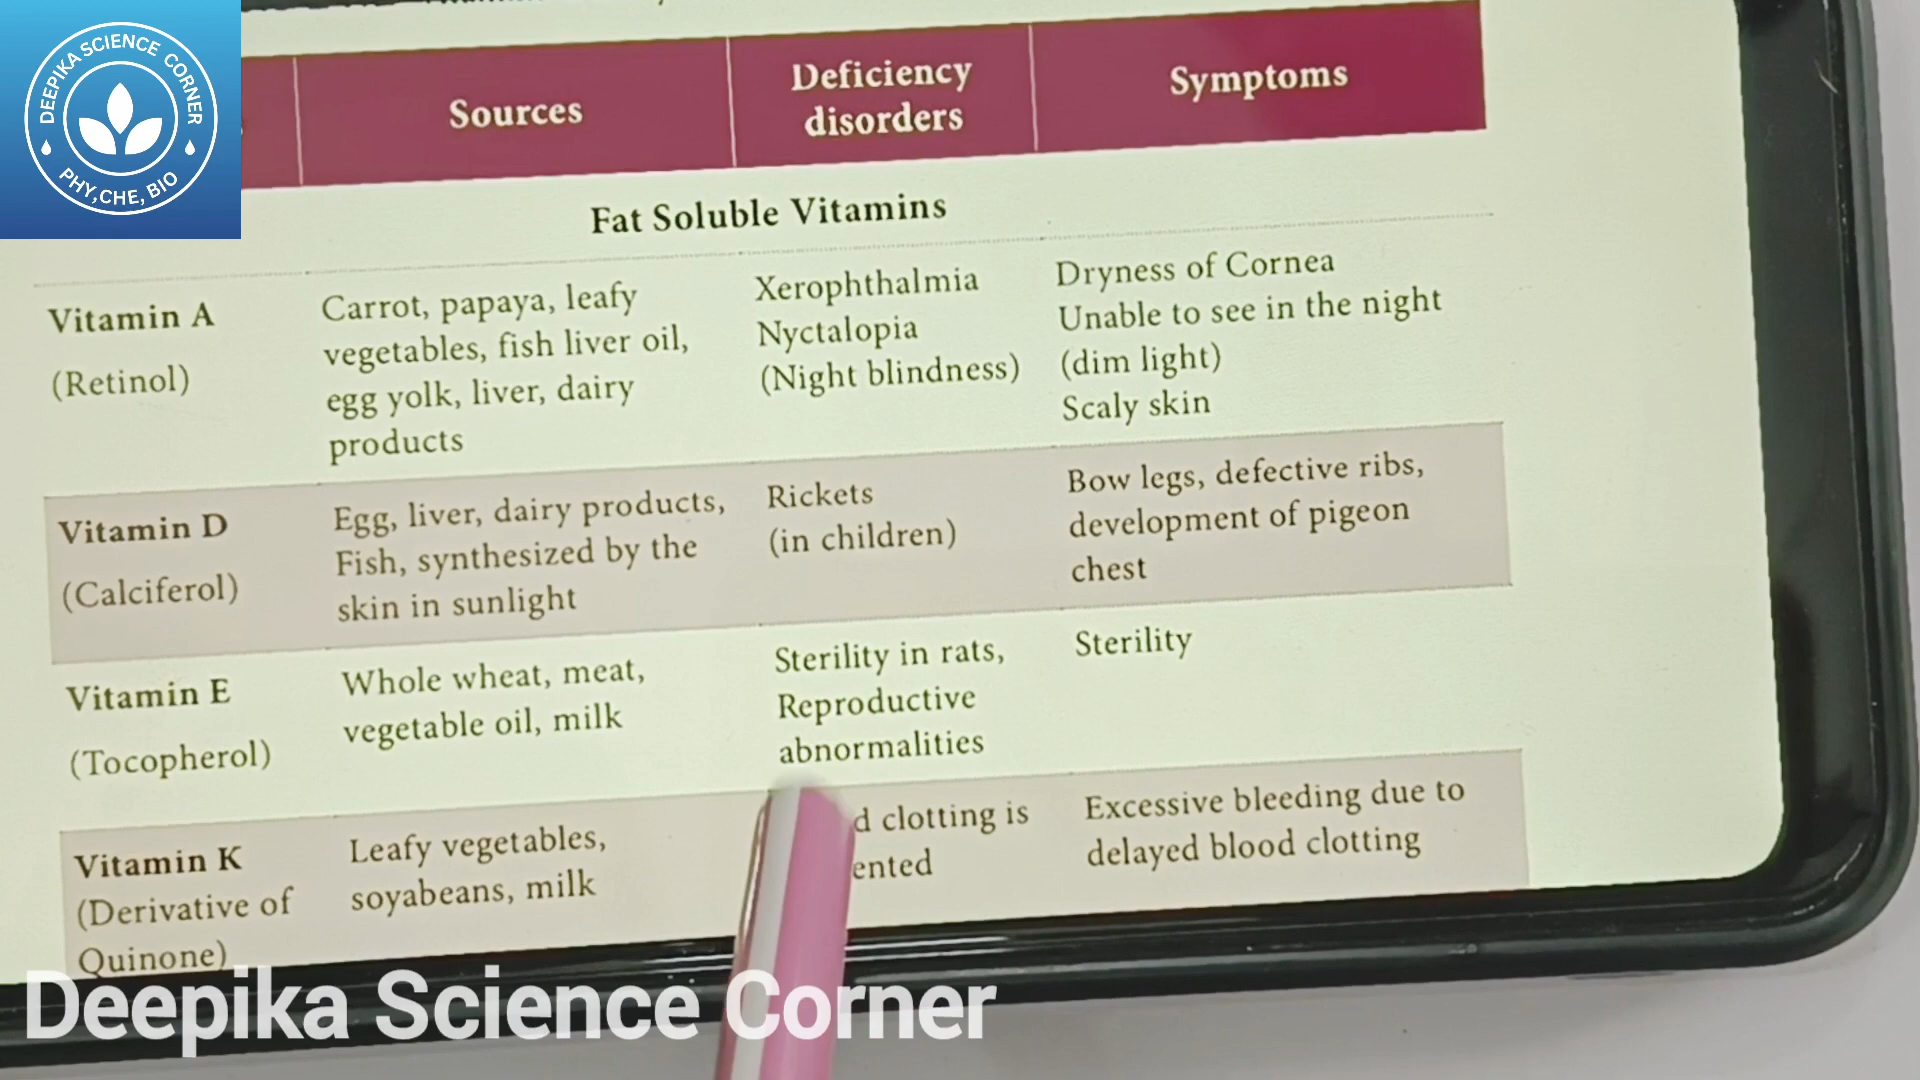 DEEPIKA SCIENCE CORNER
PHY,CHE, BIO
Sources
Deficiency
disorders
Symptoms
Fat Soluble Vitamins
Vitamin A
(Retinol)
Carrot, papaya, leafy
vegetables, fish liver oil,
egg yolk, liver, dairy
products
Xerophthalmia
Nyctalopia
(Night blindness)
Dryness of Cornea
Unable to see in the night
(dim light)
Scaly skin
Vitamin D
(Calciferol)
Egg, liver, dairy products,
Fish, synthesized by the
skin in sunlight
Rickets
(in children)
Bow legs, defective ribs,
development of pigeon
chest
Vitamin E
(Tocopherol)
Whole wheat, meat,
vegetable oil, milk
Sterility in rats,
Reproductive
abnormalities
Sterility
Vitamin K
(Derivative of
Quinone)
Leafy vegetables,
soyabeans, milk
clotting is
Excessive bleeding due to
delayed blood clotting
Deepika Science Corner